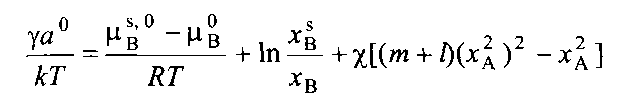 γa⁰/kT = (μ_B^{s, 0} − μ_B^0)/RT + ln x_B^s/x_B + χ[(m + l)(x_A^2)^2 − x_A^2]